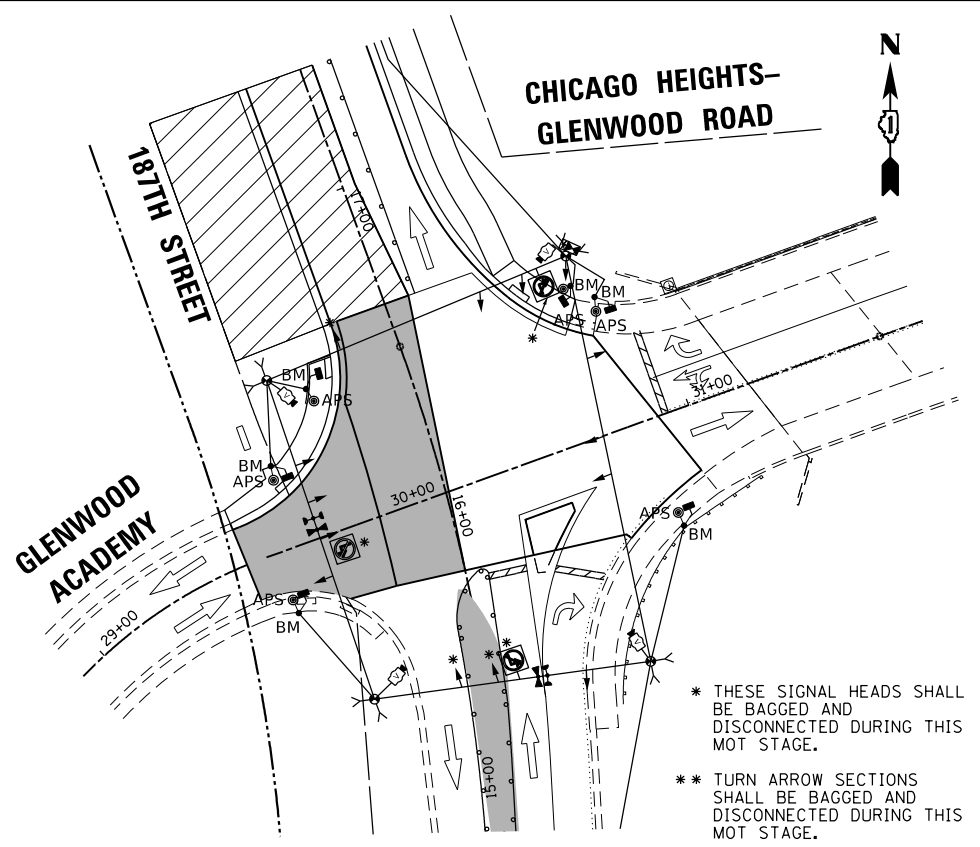 N
CHICAGO HEIGHTS–
GLENWOOD ROAD
1
187TH STREET
17+00
BM
BM
APS
APS
BM
APS
31+00
BM
APS
30+00
16+00
APS
BM
GLENWOOD
ACADEMY
APS
BM
29+00
15+00
* THESE SIGNAL HEADS SHALL
BE BAGGED AND
DISCONNECTED DURING THIS
MOT STAGE.
** TURN ARROW SECTIONS
SHALL BE BAGGED AND
DISCONNECTED DURING THIS
MOT STAGE.